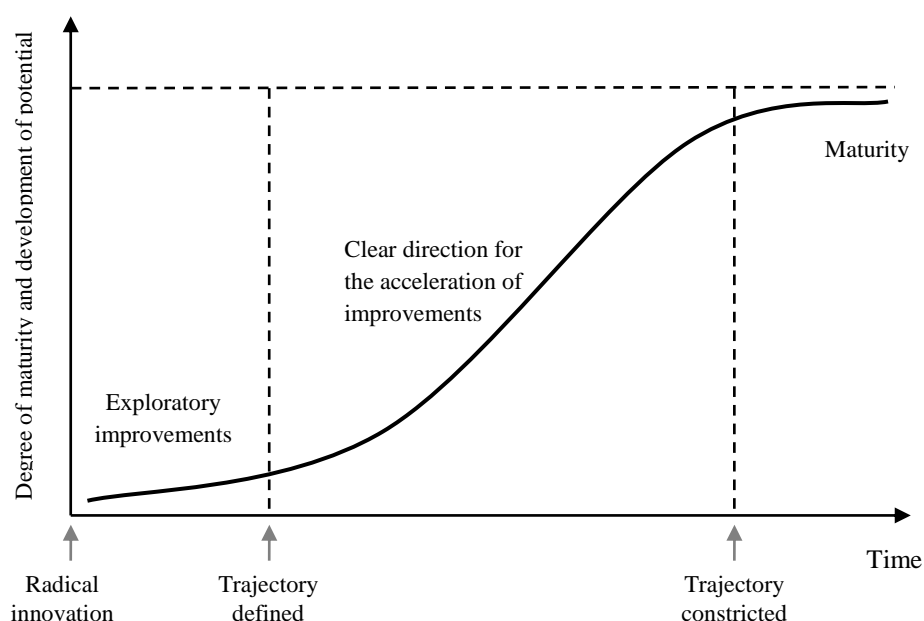 Degree of maturity and development of potential
Maturity
Clear direction for
the acceleration of
improvements
Exploratory
improvements
Time
Radical
innovation
Trajectory
defined
Trajectory
constricted